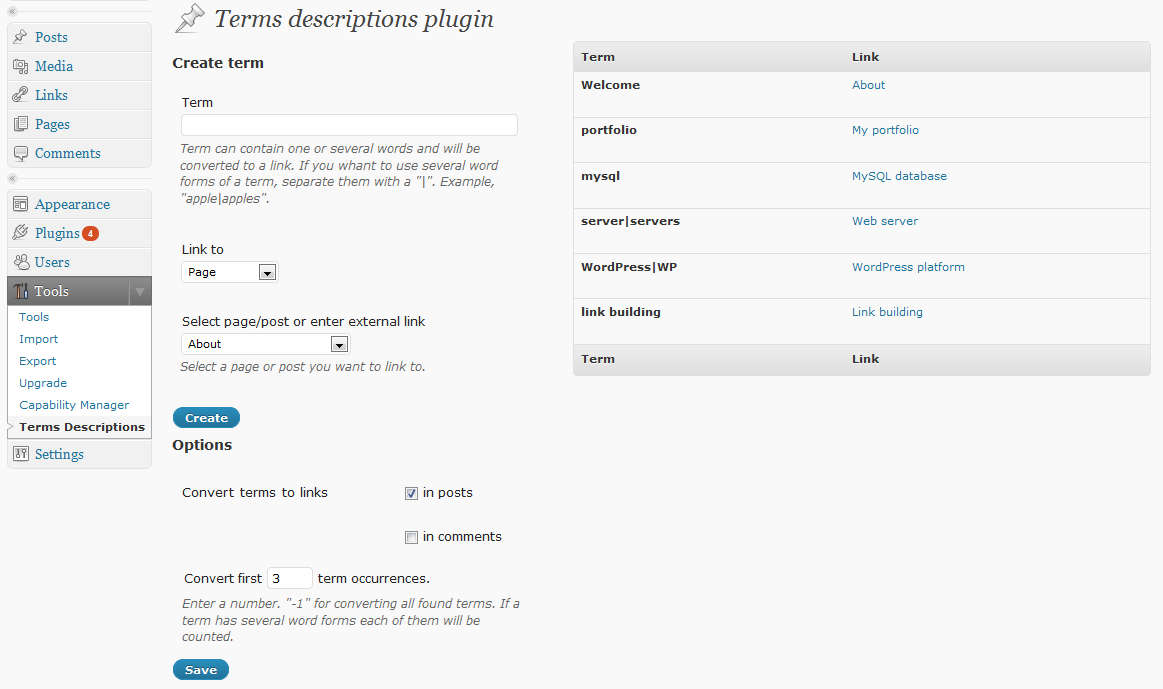 Terms descriptions plugin
Posts
Media
Links
Pages
Comments
Appearance
Plugins 4
Users
Tools
Tools
Import
Export
Upgrade
Capability Manager
Terms Descriptions
Settings
Create term
Term
Term can contain one or several words and will
be
converted to a link. If you whant to use several word
forms of a term, separate them with a "|". Example,
"apple|apples".
Link to
Page
Select page/post or enter external link
About
Select a page or post you want to link to.
Create
Options
Convert terms to links
in posts
in comments
Convert first 3 term occurrences.
Enter a number. "-1" for converting all found terms. If a
term has several word forms each of them will be
counted.
Save
Term Link
Welcome About
portfolio My portfolio
mysql MySQL database
server|servers Web server
WordPress|WP WordPress platform
link building Link building
Term Link